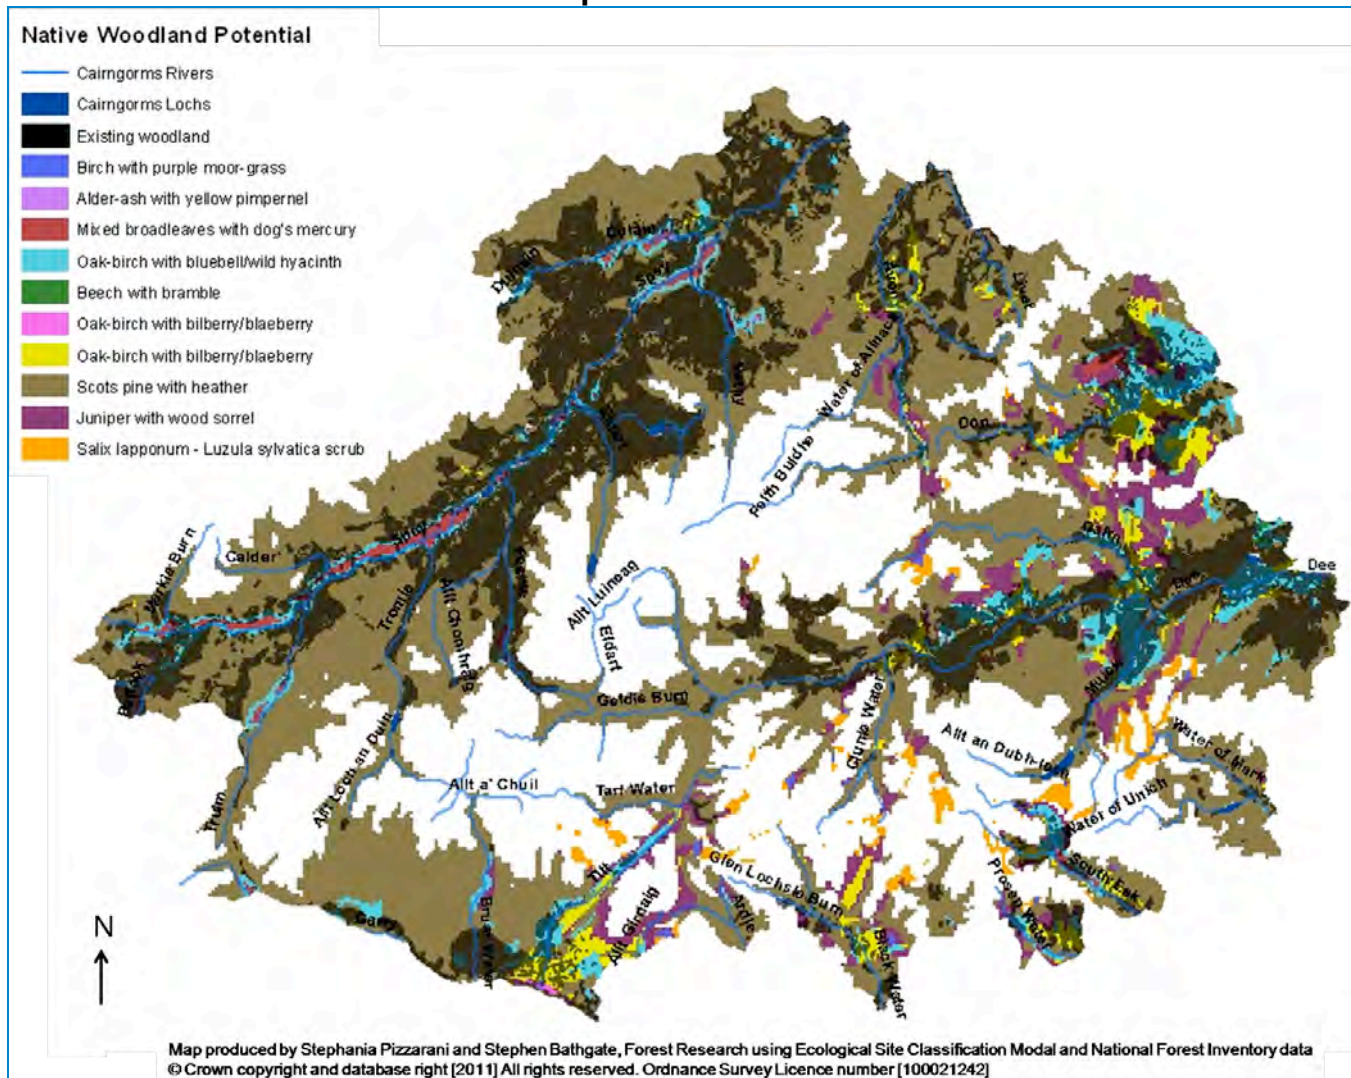 Native Woodland Potential
Cairngorms Rivers
Cairngorms Lochs
Existing woodland
Birch with purple moor-grass
Alder-ash with yellow pimpernel
Mixed broadleaves with dog's mercury
Oak-birch with bluebell/wild hyacinth
Beech with bramble
Oak-birch with bilberry/blaeberry
Oak-birch with bilberry/blaeberry
Scots pine with heather
Juniper with wood sorrel
Salix lapponum - Luzula sylvatica scrub
Dulnain
Dulnain
Spey
Avon
Livet
Water of Ailnack
Don
Feith Buidhe
Markie Burn
Calder
Spey
Feshie
Tromie
Allt Chomhraig
Allt Luineag
Eidart
Geldie Burn
Dee
Dee
Muick
Clunie Water
Allt an Dubh-loch
Water of Mark
Water of Unich
Truim
Allt Loch an Duin
Allt a' Chuil
Tarf Water
Tilt
Glen Lochsie Burn
Ardle
Allt Girnaig
Prosen Water
South Esk
Garry
Bruar Water
Black Water
N
Map produced by Stephania Pizzarani and Stephen Bathgate, Forest Research using Ecological Site Classification Modal and National Forest Inventory data
© Crown copyright and database right [2011] All rights reserved. Ordnance Survey Licence number [100021242]